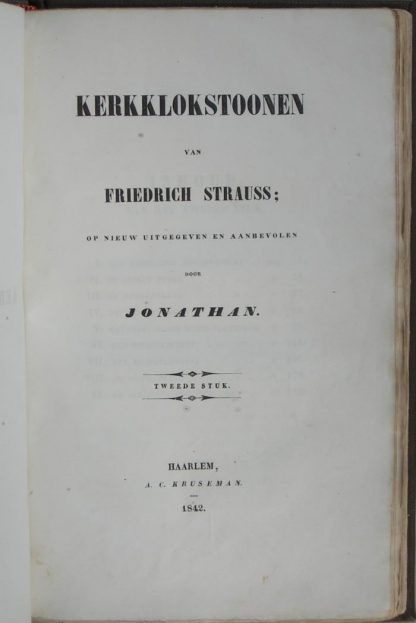 KERKKLOKSTOONEN
VAN
FRIEDRICH STRAUSS;
OP NIEUW UITGEGEVEN EN AANBEVOLEN
DOOR
JONATHAN.
TWEEDE STUK.
HAARLEM,
A. C. KRUSEMAN.
1842.